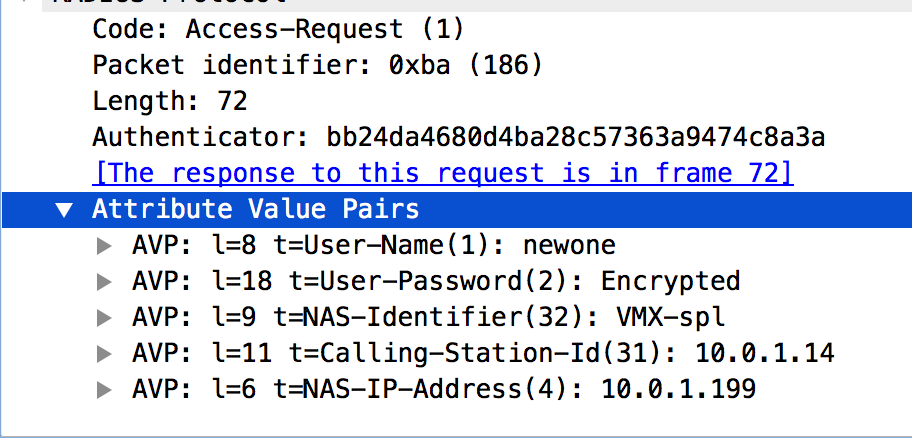 RADIUS Protocol
Code: Access-Request (1)
Packet identifier: 0xba (186)
Length: 72
Authenticator: bb24da4680d4ba28c57363a9474c8a3a
[The response to this request is in frame 72]
Attribute Value Pairs
AVP: l=8 t=User-Name(1): newone
AVP: l=18 t=User-Password(2): Encrypted
AVP: l=9 t=NAS-Identifier(32): VMX-spl
AVP: l=11 t=Calling-Station-Id(31): 10.0.1.14
AVP: l=6 t=NAS-IP-Address(4): 10.0.1.199